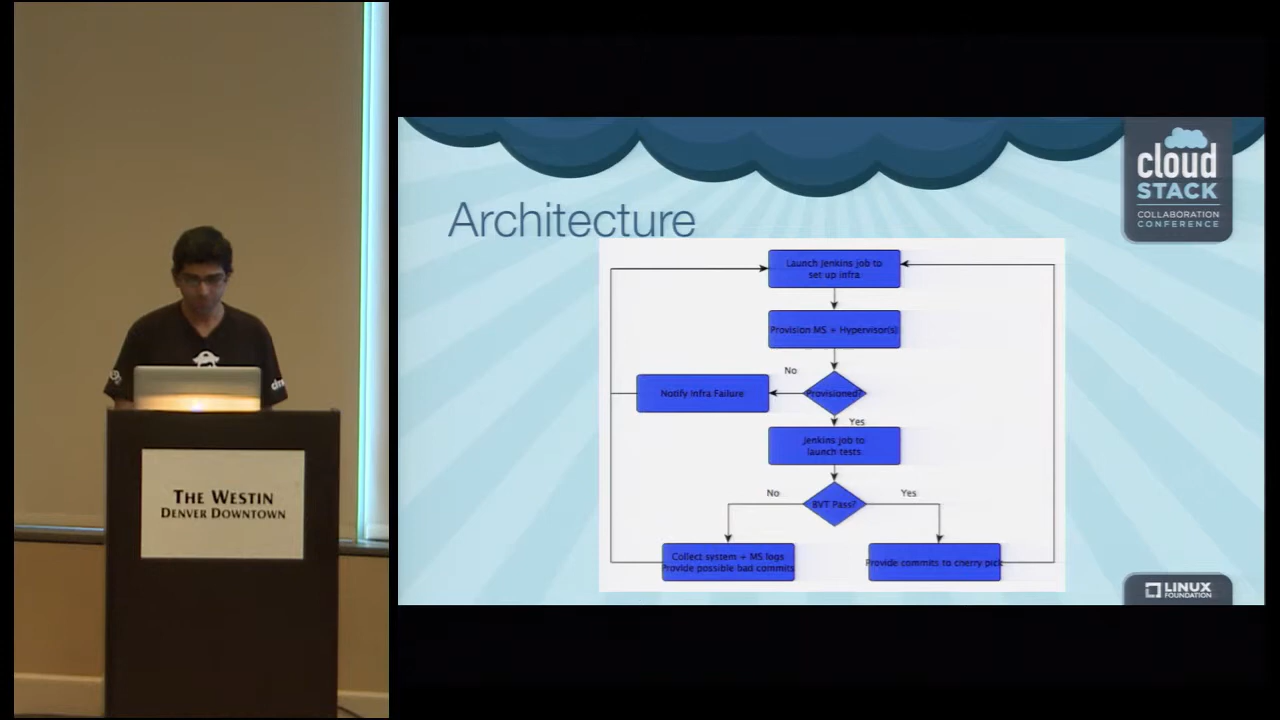 THE WESTIN
DENVER DOWNTOWN
Architecture
cloud
STACK
COLLABORATION
CONFERENCE
Launch Jenkins job to
set up infra
Provision MS + Hypervisor(s)
No
Notify Infra Failure
Provisioned?
Yes
Jenkins job to
launch tests
No
Yes
BVT Pass?
Collect system + MS logs
Provide possible bad commits
Provide commits to cherry pick
LINUX
FOUNDATION